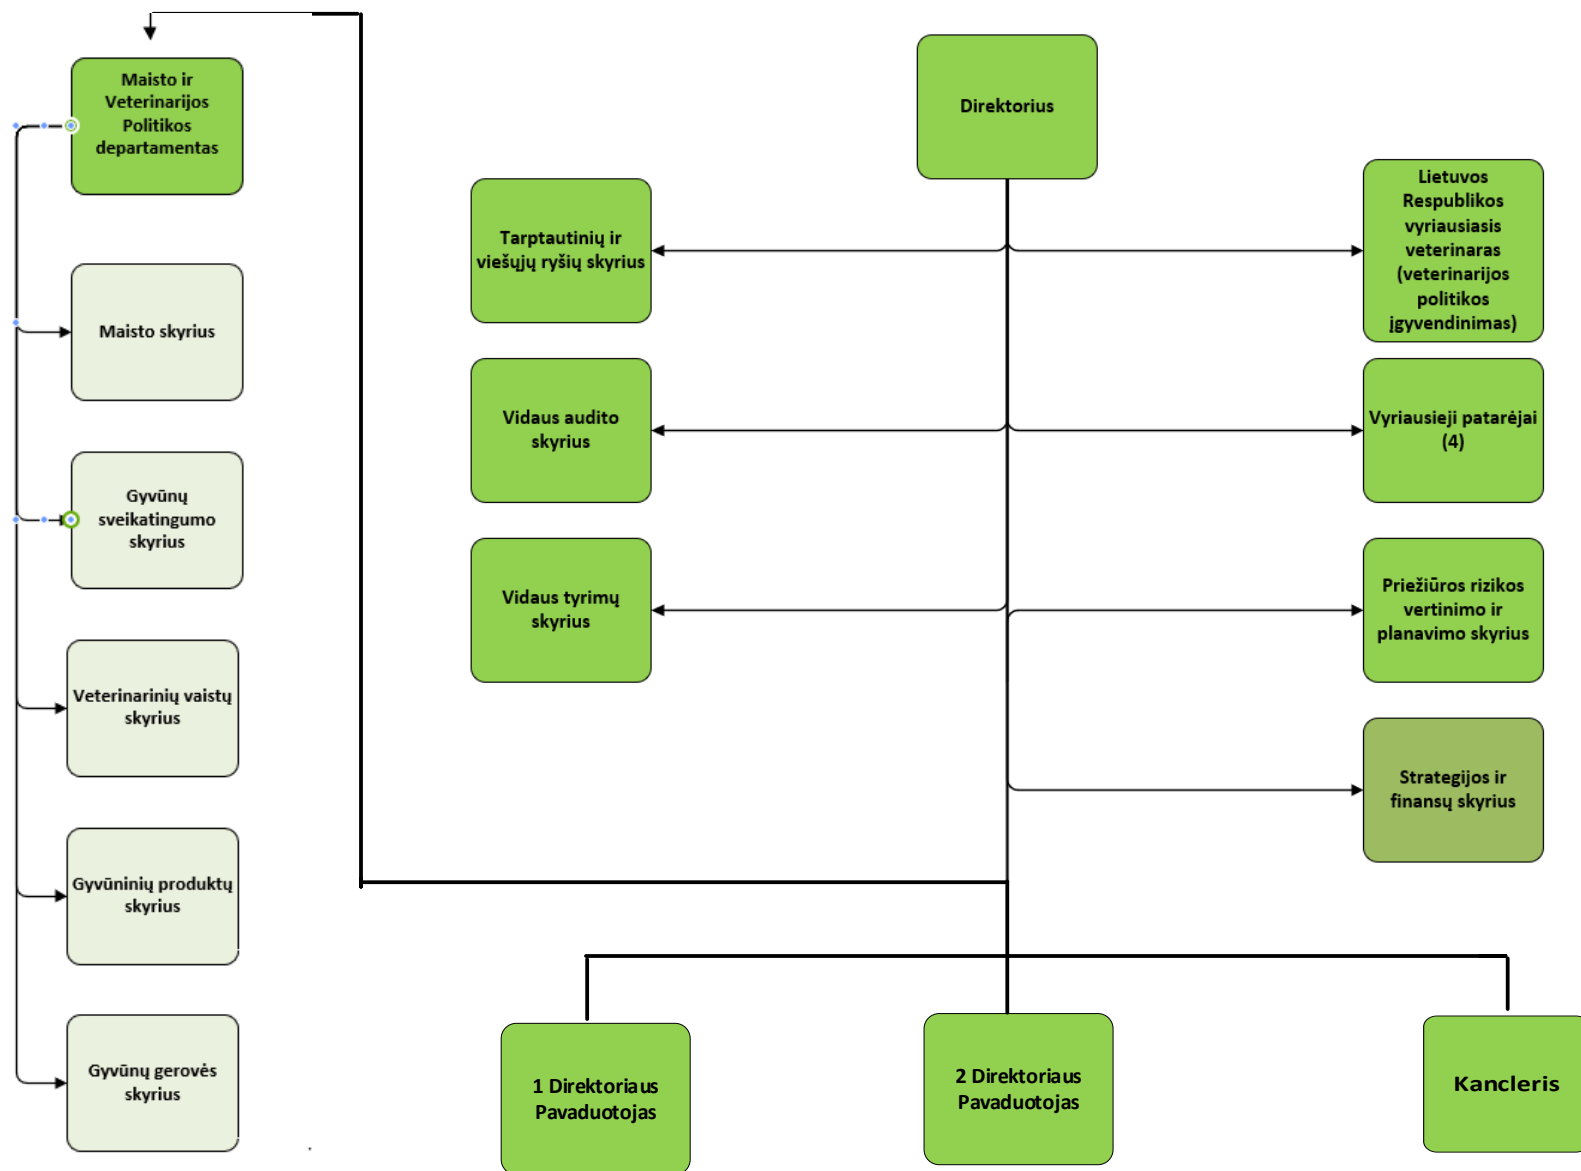 Maisto ir
Veterinarijos
Politikos
departamentas
Maisto skyrius
Gyvūnų
sveikatingumo
skyrius
Veterinarinių vaistų
skyrius
Gyvūninių produktų
skyrius
Gyvūnų gerovės
skyrius
Direktorius
Tarptautinių ir
viešųjų ryšių skyrius
Vidaus audito
skyrius
Vidaus tyrimų
skyrius
Lietuvos
Respublikos
vyriausiasis
veterinaras
(veterinarijos
politikos
įgyvendinimas)
Vyriausieji patarėjai
(4)
Priežiūros rizikos
vertinimo ir
planavimo skyrius
Strategijos ir
finansų skyrius
1 Direktoriaus
Pavaduotojas
2 Direktoriaus
Pavaduotojas
Kancleris